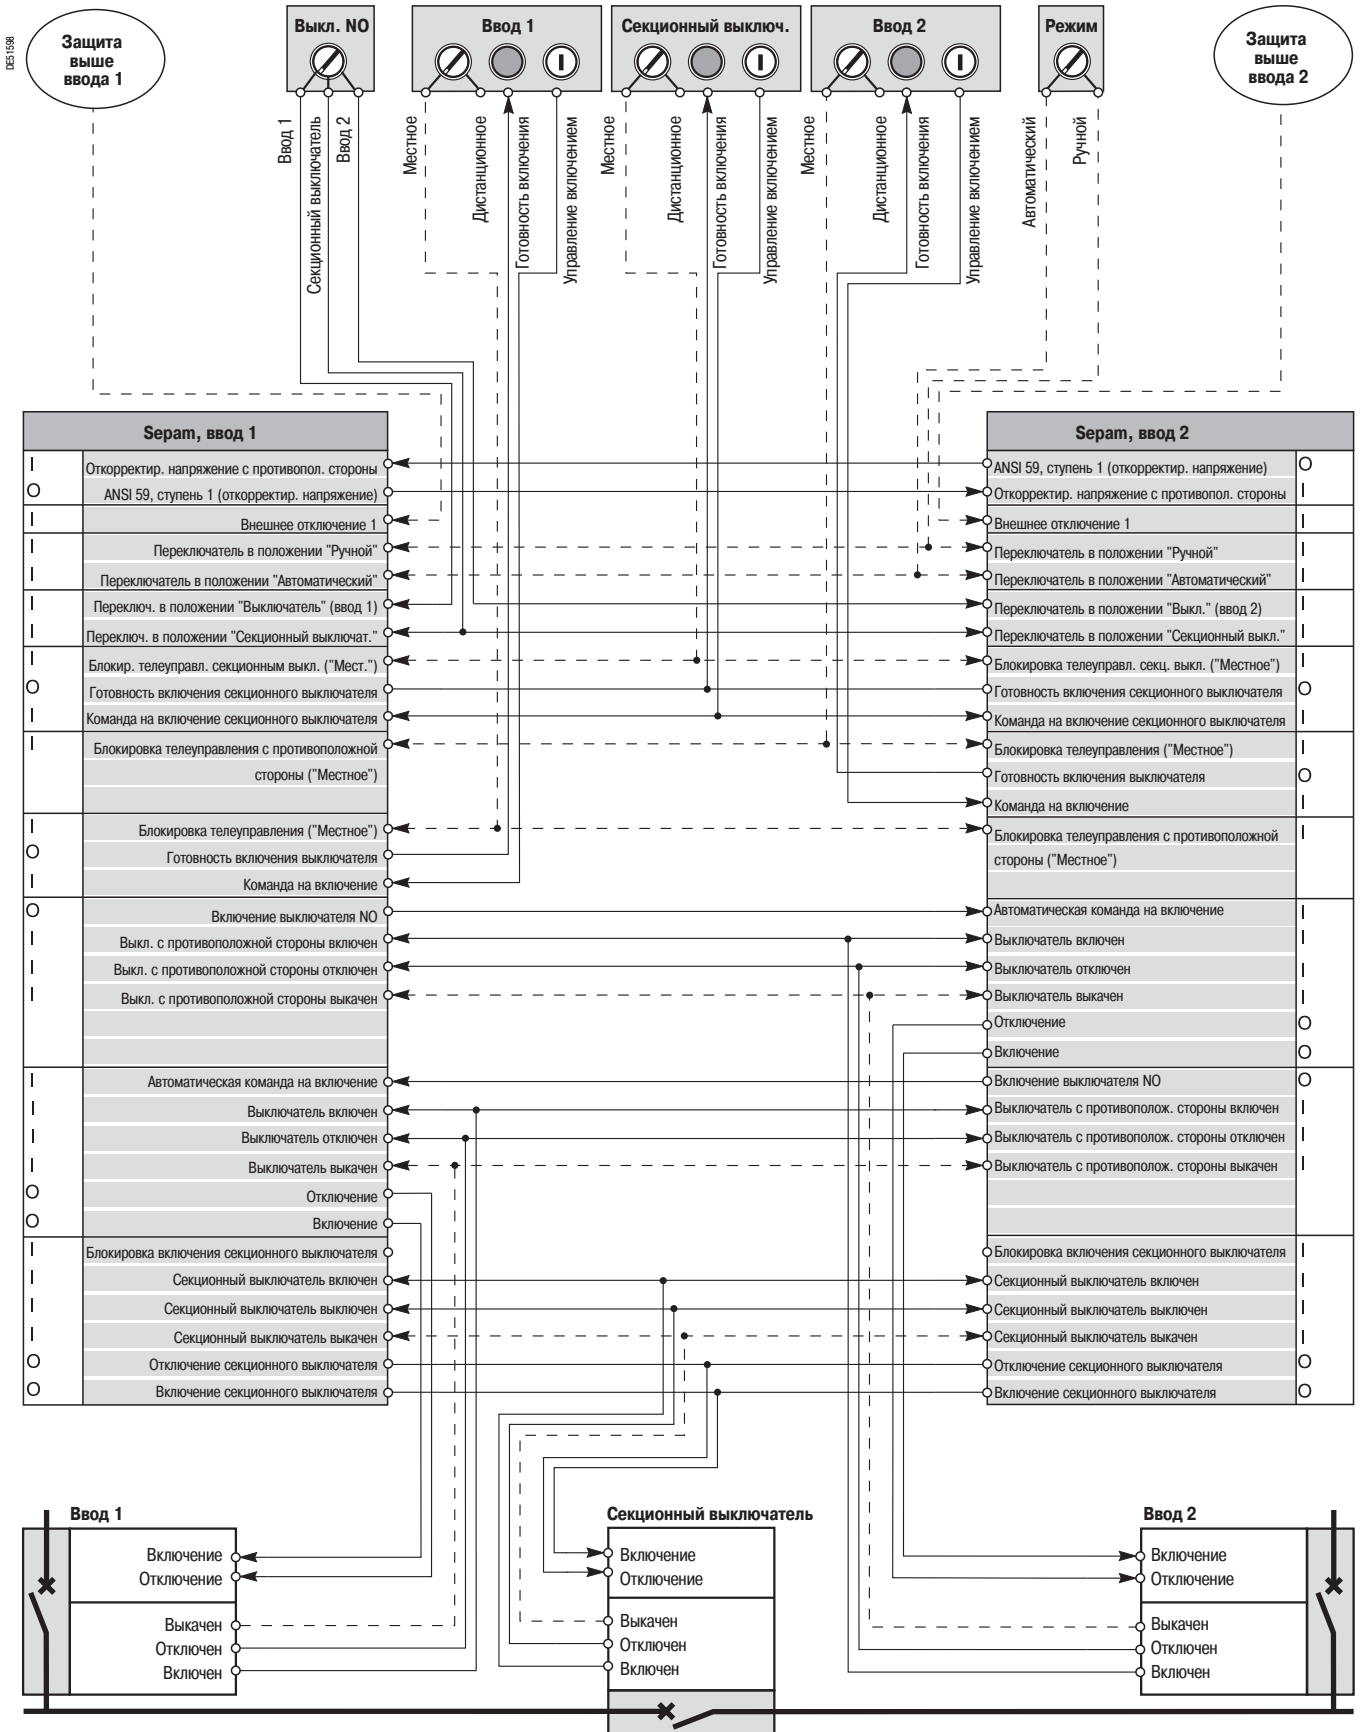 DE51598
Защита
выше
ввода 1
Выкл. NO
Ввод 1
Секционный выключ.
Ввод 2
Режим
Защита
выше
ввода 2
Ввод 1
Секционный выключатель
Ввод 2
Местное
Дистанционное
Готовность включения
Управление включением
Местное
Дистанционное
Готовность включения
Управление включением
Местное
Дистанционное
Готовность включения
Управление включением
Автоматический
Ручной
Sepam, ввод 1
I Откорректир. напряжение с противопол. стороны
O ANSI 59, ступень 1 (откорректир. напряжение)
I Внешнее отключение 1
I Переключатель в положении "Ручной"
I Переключатель в положении "Автоматический"
I Переключ. в положении "Выключатель" (ввод 1)
I Переключ. в положении "Секционный выключат."
I Блокир. телеуправл. секционным выкл. ("Мест.")
O Готовность включения секционного выключателя
I Команда на включение секционного выключателя
I Блокировка телеуправления с противоположной
стороны ("Местное")
I Блокировка телеуправления ("Местное")
O Готовность включения выключателя
I Команда на включение
O Включение выключателя NO
I Выкл. с противоположной стороны включен
I Выкл. с противоположной стороны отключен
I Выкл. с противоположной стороны выкачен
I Автоматическая команда на включение
I Выключатель включен
I Выключатель отключен
I Выключатель выкачен
O Отключение
O Включение
I Блокировка включения секционного выключателя
I Секционный выключатель включен
I Секционный выключатель выключен
I Секционный выключатель выкачен
O Отключение секционного выключателя
O Включение секционного выключателя
Sepam, ввод 2
ANSI 59, ступень 1 (откорректир. напряжение) O
Откорректир. напряжение с противопол. стороны I
Внешнее отключение 1 I
Переключатель в положении "Ручной" I
Переключатель в положении "Автоматический" I
Переключатель в положении "Выкл." (ввод 2) I
Переключатель в положении "Секционный выкл." I
Блокировка телеуправл. секц. выкл. ("Местное") I
Готовность включения секционного выключателя O
Команда на включение секционного выключателя I
Блокировка телеуправления ("Местное") I
Готовность включения выключателя O
Команда на включение I
Блокировка телеуправления с противоположной I
стороны ("Местное")
Автоматическая команда на включение I
Выключатель включен I
Выключатель отключен I
Выключатель выкачен I
Отключение O
Включение O
Включение выключателя NO O
Выключатель с противополож. стороны включен I
Выключатель с противополож. стороны отключен I
Выключатель с противополож. стороны выкачен I
Блокировка включения секционного выключателя I
Секционный выключатель включен I
Секционный выключатель выключен I
Секционный выключатель выкачен I
Отключение секционного выключателя O
Включение секционного выключателя O
Ввод 1
Включение
Отключение
Выкачен
Отключен
Включен
Секционный выключатель
Включение
Отключение
Выкачен
Отключен
Включен
Ввод 2
Включение
Отключение
Выкачен
Отключен
Включен